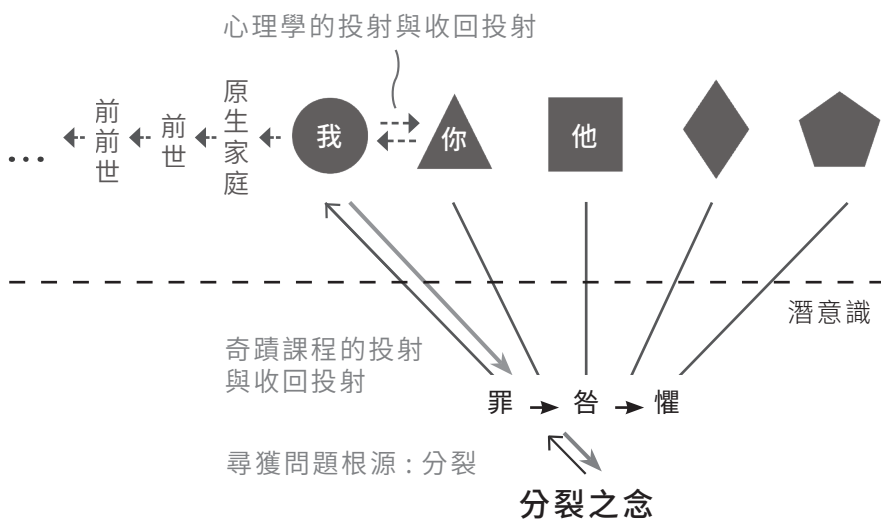 心理學的投射與收回投射
...
前前世
前世
原生家庭
我
你
他
潛意識
奇蹟課程的投射
與收回投射
罪
咎
懼
尋獲問題根源：分裂
分裂之念